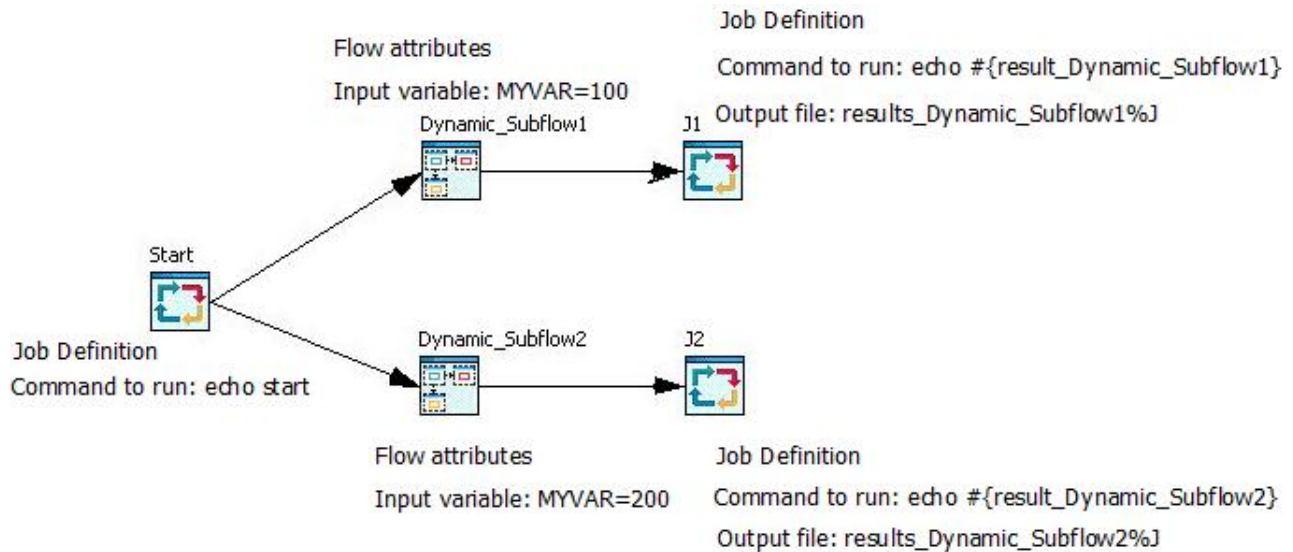 Job Definition
Flow attributes
Command to run: echo #{result_Dynamic_Subflow1}
Input variable: MYVAR=100
Output file: results_Dynamic_Subflow1%J
Dynamic_Subflow1
J1
Start
Job Definition
Command to run: echo start
Dynamic_Subflow2
J2
Flow attributes
Input variable: MYVAR=200
Job Definition
Command to run: echo #{result_Dynamic_Subflow2}
Output file: results_Dynamic_Subflow2%J